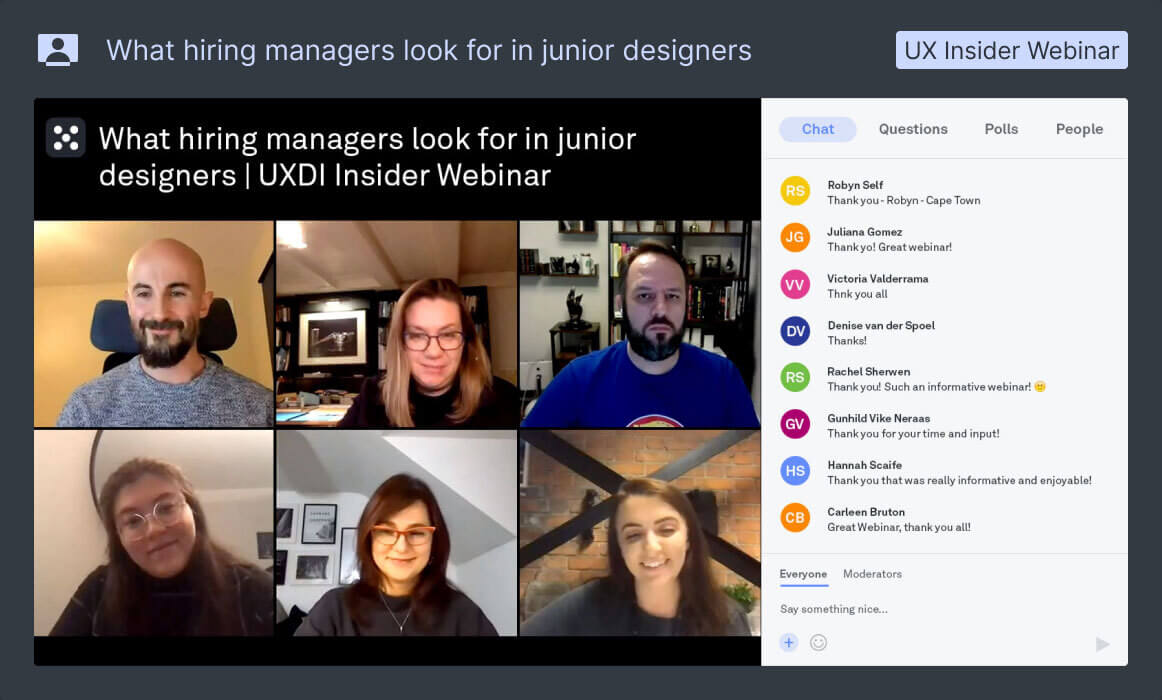 What hiring managers look for in junior designers
UX Insider Webinar
What hiring managers look for in junior
designers | UXDI Insider Webinar
Chat
Questions
Polls
People
RS
Robyn Self
Thank you - Robyn - Cape Town
JG
Juliana Gomez
Thank yo! Great webinar!
VV
Victoria Valderrama
Thnk you all
DV
Denise van der Spoel
Thanks!
RS
Rachel Sherwen
Thank you! Such an informative webinar! 🙂
GV
Gunhild Vike Neraas
Thank you for your time and input!
HS
Hannah Scaife
Thank you that was really informative and enjoyable!
CB
Carleen Bruton
Great Webinar, thank you all!
Everyone
Moderators
Say something nice...